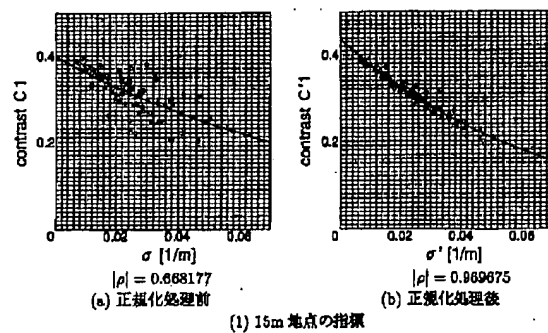 0.4
0.2
contrast C 1
0
0.02
0.04
0.06
σ [1/m]
|ρ| = 0.668177
(a) 正規化処理前
0.4
0.2
contrast C'1
0
0.02
0.04
0.06
σ' [1/m]
|ρ| = 0.969675
(b) 正規化処理後
(1) 15m 地点の指標